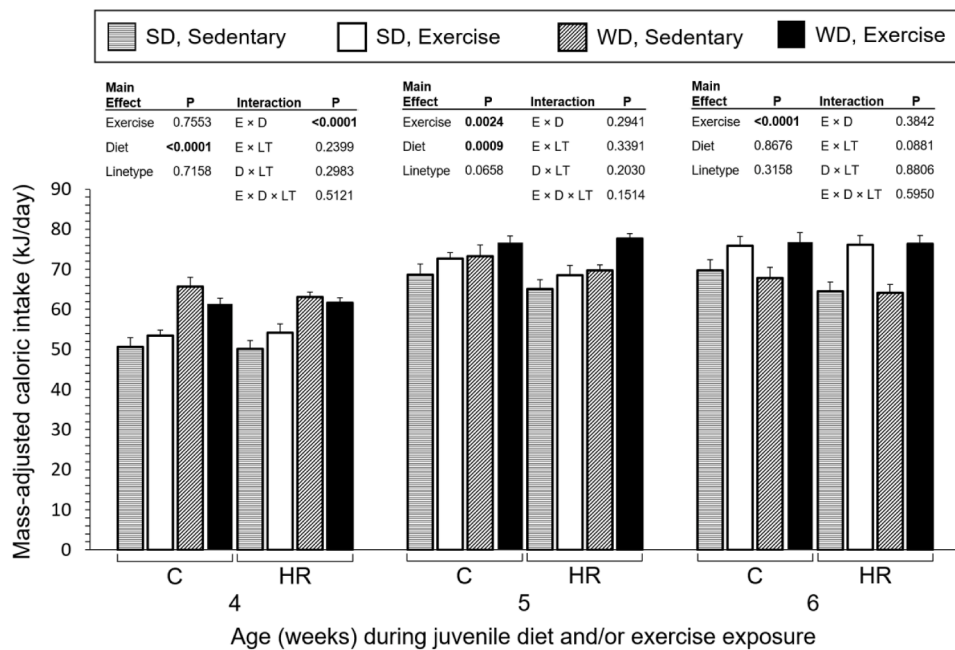 SD, Sedentary SD, Exercise WD, Sedentary WD, Exercise
Main
Effect P Interaction P
Exercise 0.7553 E × D <0.0001
Diet <0.0001 E × LT 0.2399
Linetype 0.7158 D × LT 0.2983
E × D × LT 0.5121
Main
Effect P Interaction P
Exercise 0.0024 E × D 0.2941
Diet 0.0009 E × LT 0.3391
Linetype 0.0658 D × LT 0.2030
E × D × LT 0.1514
Main
Effect P Interaction P
Exercise <0.0001 E × D 0.3842
Diet 0.8676 E × LT 0.0881
Linetype 0.3158 D × LT 0.8806
E × D × LT 0.5950
Mass-adjusted caloric intake (kJ/day)
90
80
70
60
50
40
30
20
10
0
C HR C HR C HR
4 5 6
Age (weeks) during juvenile diet and/or exercise exposure